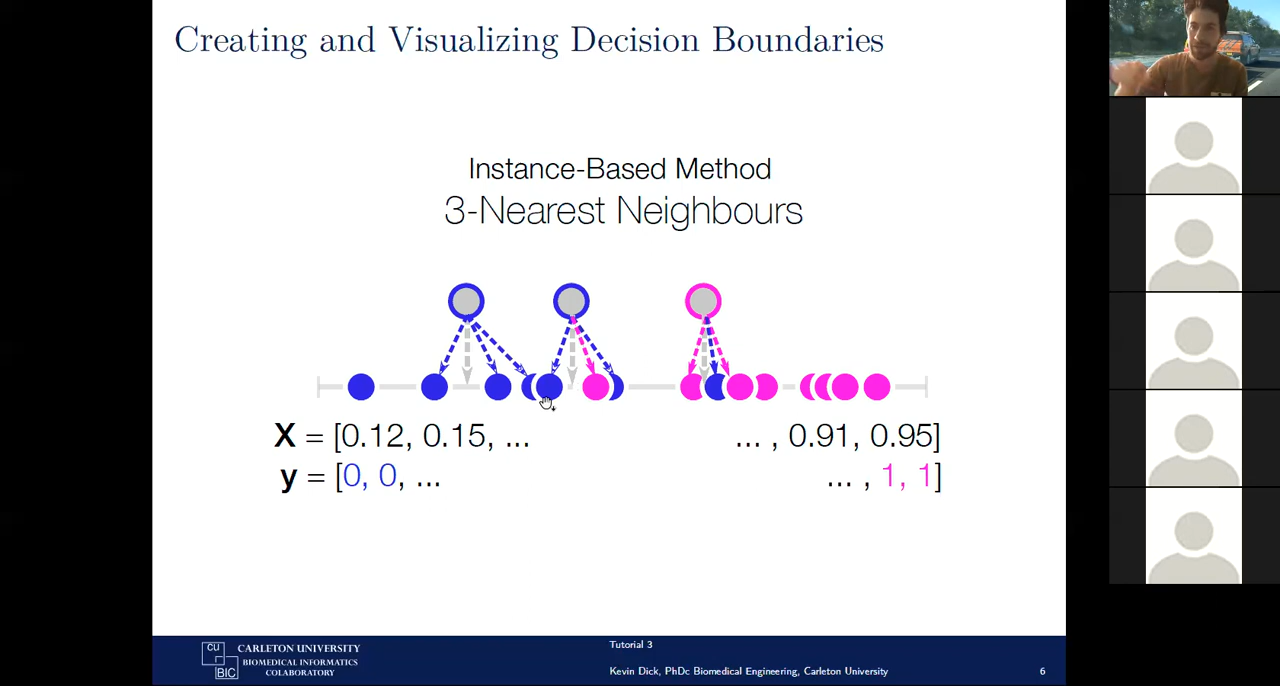 Creating and Visualizing Decision Boundaries
Instance-Based Method
3-Nearest Neighbours
X = [0.12, 0.15, ... ... , 0.91, 0.95]
y = [0, 0, ... ... , 1, 1]
CU
BIC
CARLETON UNIVERSITY
BIOMEDICAL INFORMATICS
COLABORATORY
Tutorial 3
Kevin Dick, PhDc Biomedical Engineering, Carleton University
6